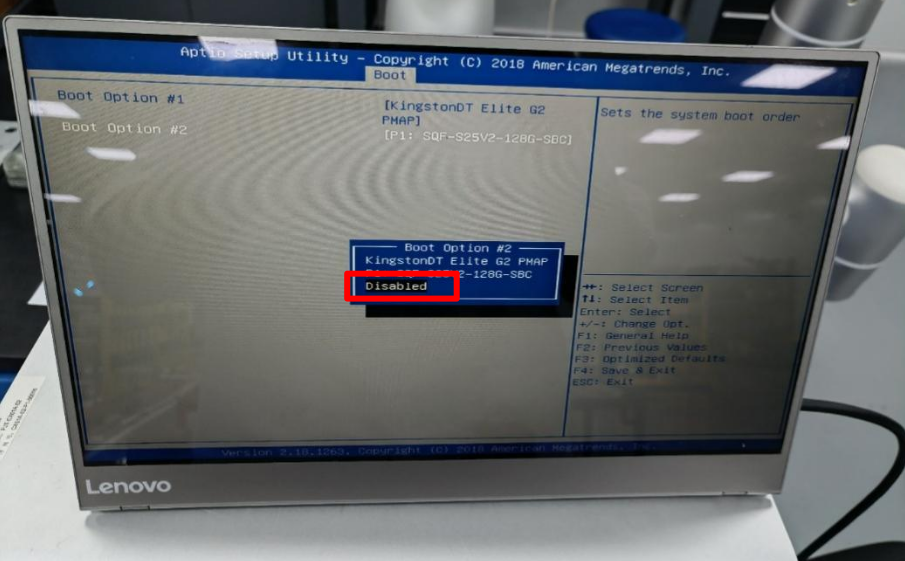 Aptio Setup Utility - Copyright (C) 2018 American Megatrends, Inc.
Boot
Boot Option #1
[KingstonDT Elite G2 PMAP]
Boot Option #2
[P1: SQF-S25V2-128G-SBC]
Sets the system boot order
Boot Option #2
KingstonDT Elite G2 PMAP
P1: SQF-S25V2-128G-SBC
Disabled
→←: Select Screen
↑↓: Select Item
Enter: Select
+/-: Change Opt.
F1: General Help
F2: Previous Values
F3: Optimized Defaults
F4: Save & Exit
ESC: Exit
Version 2.18.1263. Copyright (C) 2018 American Megatrends, Inc.
Lenovo